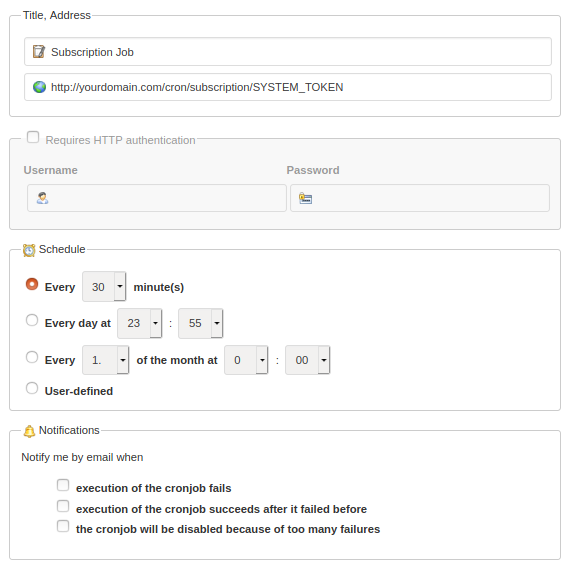 Title, Address
Subscription Job
http://yourdomain.com/cron/subscription/SYSTEM_TOKEN
Requires HTTP authentication
Username Password
Schedule
Every 30 minute(s)
Every day at 23 : 55
Every 1. of the month at 0 : 00
User-defined
Notifications
Notify me by email when
execution of the cronjob fails
execution of the cronjob succeeds after it failed before
the cronjob will be disabled because of too many failures